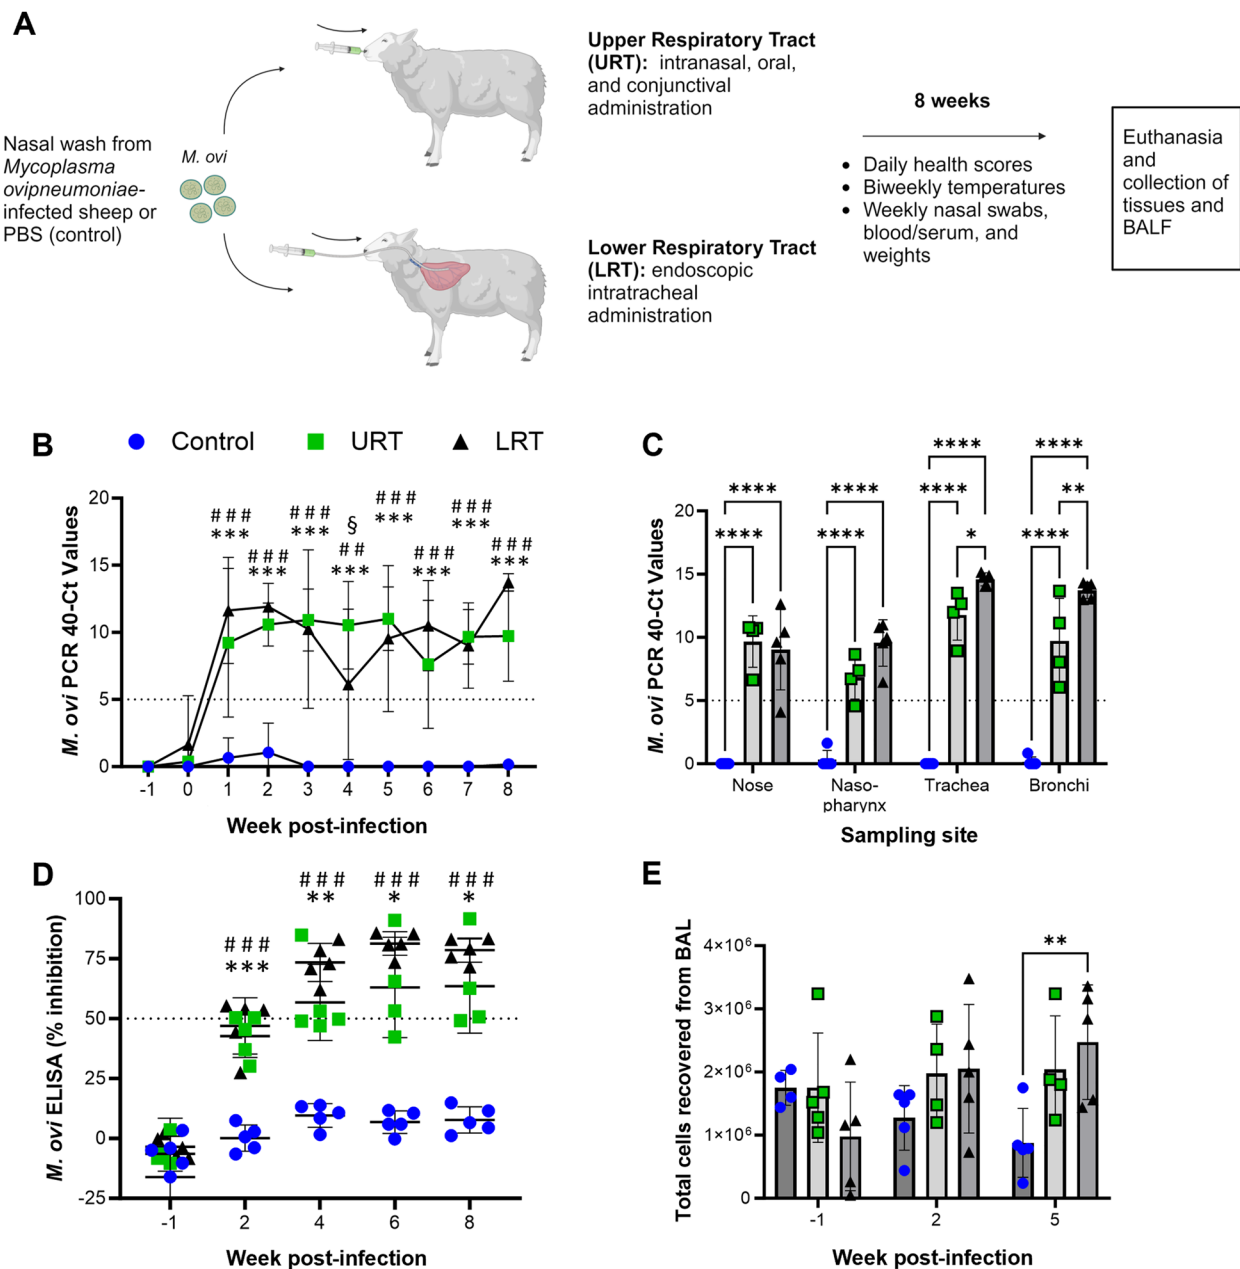 A
Nasal wash from
Mycoplasma
ovipneumoniae-
infected sheep or
PBS (control)
M. ovi
Upper Respiratory Tract
(URT): intranasal, oral,
and conjunctival
administration
Lower Respiratory Tract
(LRT): endoscopic
intratracheal
administration
8 weeks
• Daily health scores
• Biweekly temperatures
• Weekly nasal swabs,
blood/serum, and
weights
Euthanasia
and
collection of
tissues and
BALF
B
Control
URT
LRT
M. ovi PCR 40-Ct Values
20
15
10
5
0
###
***
###
***
###
***
§
##
***
###
***
###
***
###
***
###
***
-1 0 1 2 3 4 5 6 7 8
Week post-infection
C
M. ovi PCR 40-Ct Values
20
15
10
5
0
****
****
****
****
****
****
*
****
**
****
Nose
Naso-
pharynx
Trachea
Bronchi
Sampling site
D
M. ovi ELISA (% inhibition)
100
75
50
25
0
-25
###
***
###
**
###
*
###
*
-1 2 4 6 8
Week post-infection
E
Total cells recovered from BAL
4×10⁶
3×10⁶
2×10⁶
1×10⁶
0
**
-1 2 5
Week post-infection